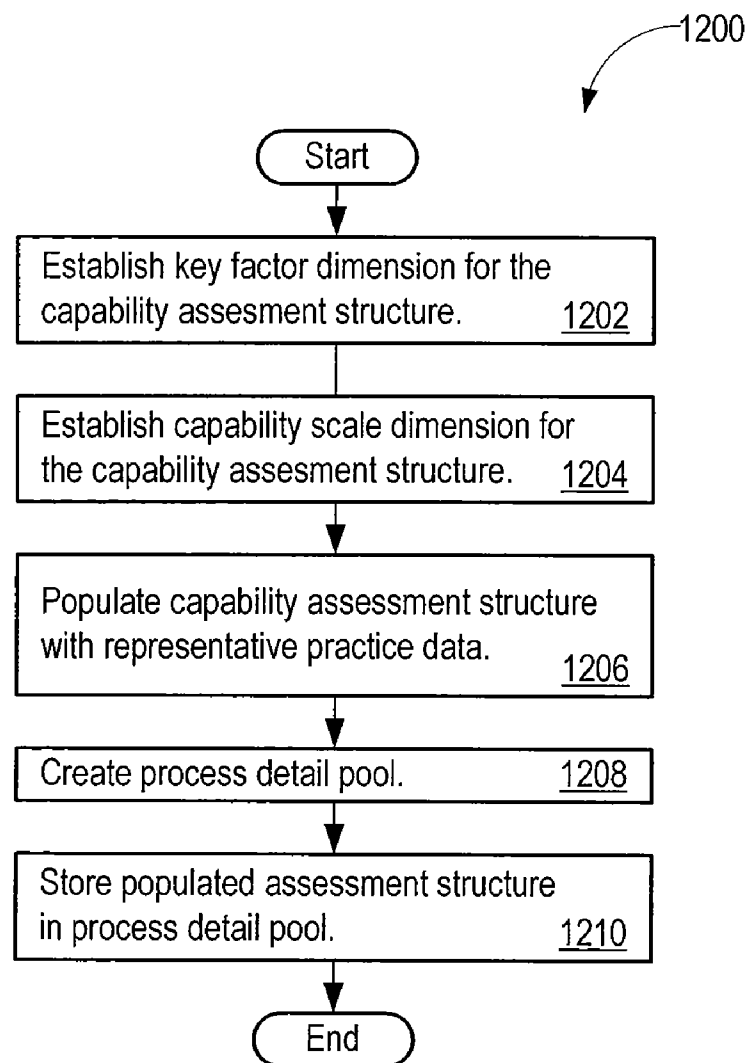 1200
Start
Establish key factor dimension for the
capability assesment structure. 1202
Establish capability scale dimension for
the capability assesment structure. 1204
Populate capability assessment structure
with representative practice data. 1206
Create process detail pool. 1208
Store populated assessment structure
in process detail pool. 1210
End